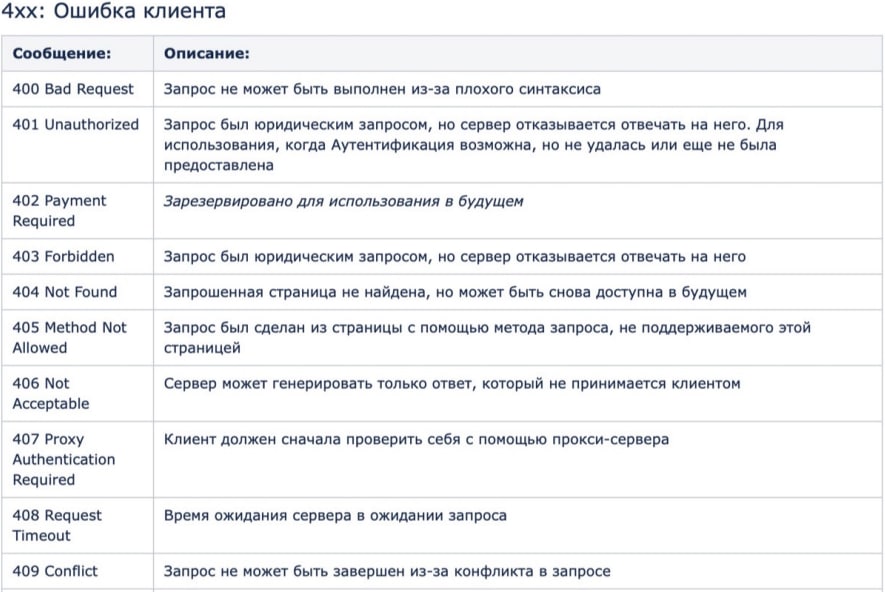 4xx: Ошибка клиента
Сообщение: Описание:
400 Bad Request Запрос не может быть выполнен из-за плохого синтаксиса
401 Unauthorized Запрос был юридическим запросом, но сервер отказывается отвечать на него. Для
использования, когда Аутентификация возможна, но не удалась или еще не была
предоставлена
402 Payment Зарезервировано для использования в будущем
Required
403 Forbidden Запрос был юридическим запросом, но сервер отказывается отвечать на него
404 Not Found Запрошенная страница не найдена, но может быть снова доступна в будущем
405 Method Not Запрос был сделан из страницы с помощью метода запроса, не поддерживаемого этой
Allowed страницей
406 Not Сервер может генерировать только ответ, который не принимается клиентом
Acceptable
407 Proxy Клиент должен сначала проверить себя с помощью прокси-сервера
Authentication
Required
408 Request Время ожидания сервера в ожидании запроса
Timeout
409 Conflict Запрос не может быть завершен из-за конфликта в запросе